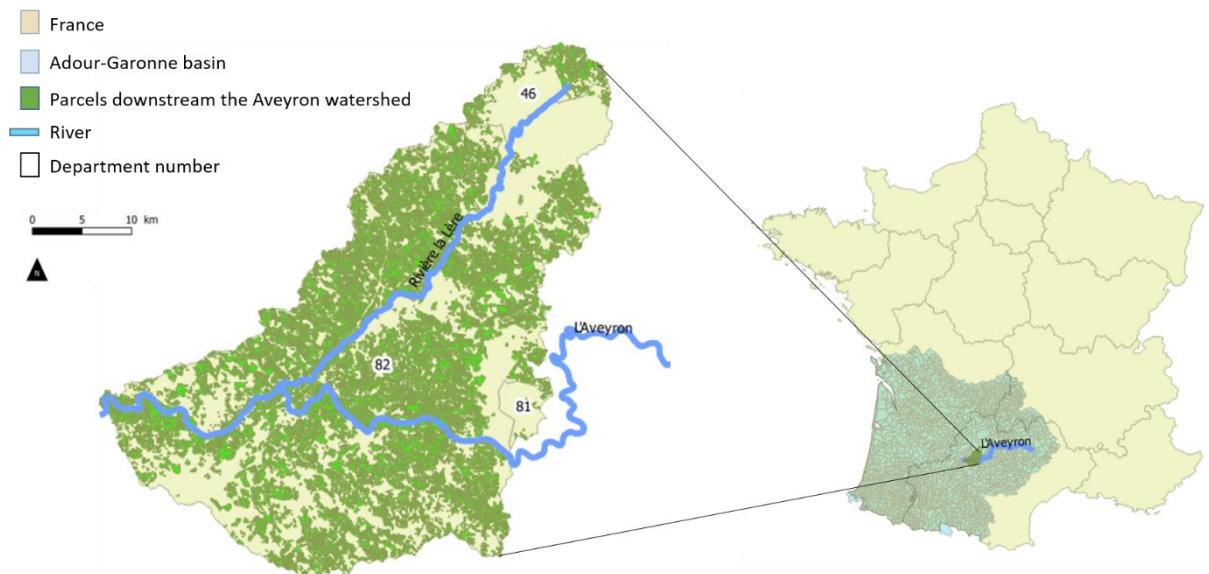 France
Adour-Garonne basin
Parcels downstream the Aveyron watershed
River
Department number
0 5 10 km
N
46
Rivière la Lère
L'Aveyron
82
81
L'Aveyron